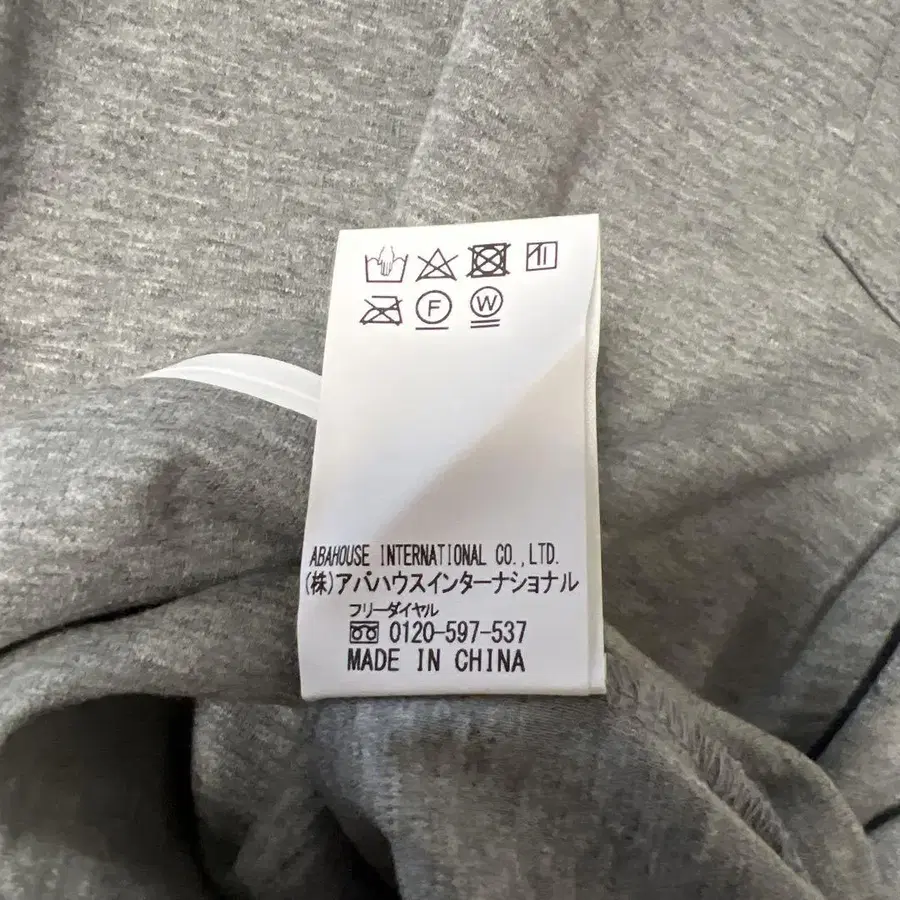 F W
ABAHOUSE INTERNATIONAL CO.,LTD.
(株)アバハウスインターナショナル
フリーダイヤル
0120-597-537
MADE IN CHINA